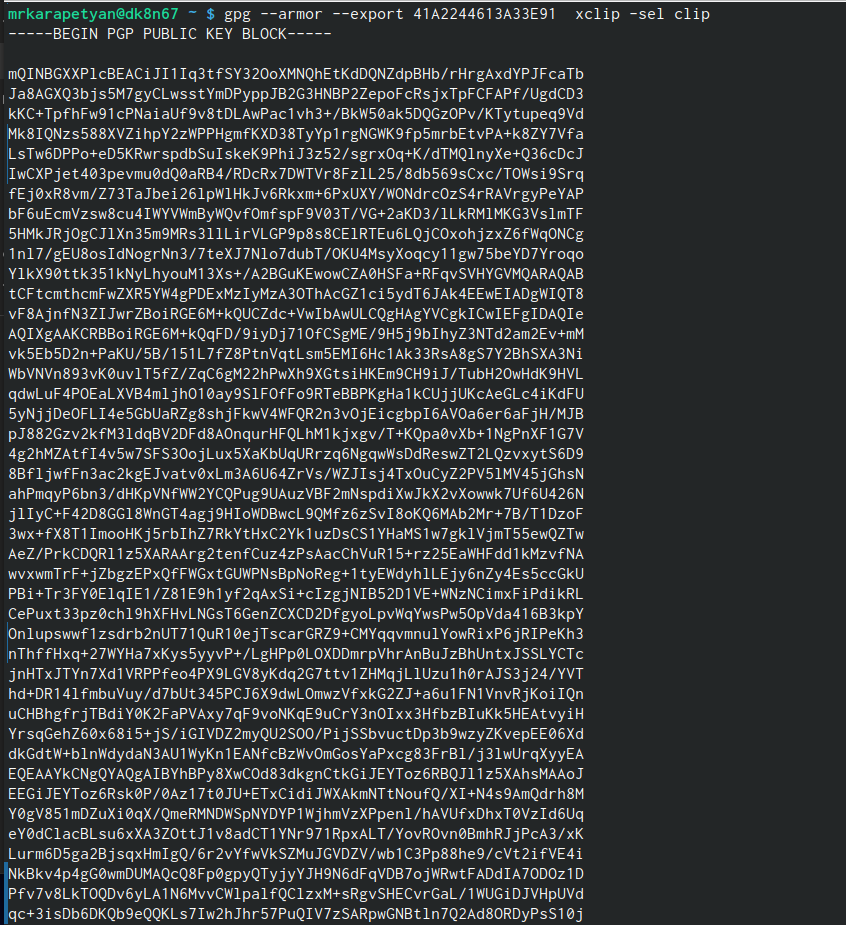 mrkarapetyan@dk8n67 ~ $ gpg --armor --export 41A2244613A33E91  xclip -sel clip
-----BEGIN PGP PUBLIC KEY BLOCK-----
mQINBGXXPlcBEACiJI1Iq3tfSY32OoXMNQhEtKdDQNZdpBHb/rHrgAxdYPJFcaTb
Ja8AGXQ3bjs5M7gyCLwsstYmDPyppJB2G3HNBP2ZepoFcRsjxTpFCFAPf/UgdCD3
kKC+TpfhFw91cPNaiaUf9v8tDLAwPac1vh3+/BkW50ak5DQGzOPv/KTytupeq9Vd
Mk8IQNzs588XVZihpY2zWPPHgmfKXD38TyYp1rgNGWK9fp5mrbEtvPA+k8ZY7Vfa
LsTw6DPPo+eD5KRwrspdbSuIskeK9PhiJ3z52/sgrxOq+K/dTMQlnyXe+Q36cDcJ
IwCXPjet403pevmu0dQ0aRB4/RDcRx7DWTVr8FzlL25/8db569sCxc/TOWsi9Srq
fEj0xR8vm/Z73TaJbei26lpWlHkJv6Rkxm+6PxUXY/WONdrcOzS4rRAVrgyPeYAP
bF6uEcmVzsw8cu4IWYVWmByWQvfOmfspF9V03T/VG+2aKD3/lLkRMlMKG3VslmTF
5HMkJRjOgCJlXn35m9MRs3llLirVLGP9p8s8CElRTEu6LQjCOxohjzxZ6fWqONCg
1nl7/gEU8osIdNogrNn3/7teXJ7Nlo7dubT/OKU4MsyXoqcy11gw75beYD7Yroqo
YlkX90ttk351kNyLhyouM13Xs+/A2BGuKEwowCZA0HSFa+RFqvSVHYGVMQARAQAB
tCFtcmthcmFwZXR5YW4gPDExMzIyMzA3OThAcGZ1ci5ydT6JAk4EEwEIADgWIQT8
vF8AjnfN3ZIJwrZBoiRGE6M+kQUCZdc+VwIbAwULCQgHAgYVCgkICwIEFgIDAQIe
AQIXgAAKCRBBoiRGE6M+kQqFD/9iyDj71OfCSgME/9H5j9bIhyZ3NTd2am2Ev+mM
vk5Eb5D2n+PaKU/5B/151L7fZ8PtnVqtLsm5EMI6Hc1Ak33RsA8gS7Y2BhSXA3Ni
WbVNVn893vK0uvlT5fZ/ZqC6gM22hPwXh9XGtsiHKEm9CH9iJ/TubH2OwHdK9HVL
qdwLuF4POEaLXVB4mljhO10ay9SlFOfFo9RTeBBPKgHa1kCUjjUKcAeGLc4iKdFU
5yNjjDeOFLI4e5GbUaRZg8shjFkwV4WFQR2n3vOjEicgbpI6AVOa6er6aFjH/MJB
pJ882Gzv2kfM3ldqBV2DFd8AOnqurHFQLhM1kjxgv/T+KQpa0vXb+1NgPnXF1G7V
4g2hMZAtfI4v5w7SFS3OojLux5XaKbUqURrzq6NgqwWsDdReswZT2LQzvxytS6D9
8BfljwfFn3ac2kgEJvatv0xLm3A6U64ZrVs/WZJIsj4TxOuCyZ2PV5lMV45jGhsN
ahPmqyP6bn3/dHKpVNfWW2YCQPug9UAuzVBF2mNspdiXwJkX2vXowwk7Uf6U426N
jlIyC+F42D8GGl8WnGT4agj9HIoWDBwcL9QMfz6zSvI8oKQ6MAb2Mr+7B/T1DzoF
3wx+fX8T1ImooHKj5rbIhZ7RkYtHxC2Yk1uzDsCS1YHaMS1w7gklVjmT55ewQZTw
AeZ/PrkCDQRl1z5XARAArg2tenfCuz4zPsAacChVuR15+rz25EaWHFdd1kMzvfNA
wvxwmTrF+jZbgzEPxQfFWGxtGUWPNsBpNoReg+1tyEWdyhlLEjy6nZy4Es5ccGkU
PBi+Tr3FY0ElqIE1/Z81E9h1yf2qAxSi+cIzgjNIB52D1VE+WNzNCimxFiPdikRL
CePuxt33pz0chl9hXFHvLNGsT6GenZCXCD2DfgyoLpvWqYwsPw5OpVda416B3kpY
Onlupswwf1zsdrb2nUT71QuR10ejTscarGRZ9+CMYqqvmnulYowRixP6jRIPeKh3
nThffHxq+27WYHa7xKys5yyvP+/LgHPp0LOXDDmrpVhrAnBuJzBhUntxJSSLYCTc
jnHTxJTYn7Xd1VRPPfeo4PX9LGV8yKdq2G7ttv1ZHMqjLlUzu1h0rAJS3j24/YVT
hd+DR14lfmbuVuy/d7bUt345PCJ6X9dwLOmwzVfxkG2ZJ+a6u1FN1VnvRjKoiIQn
uCHBhgfrjTBdiY0K2FaPVAxy7qF9voNKqE9uCrY3nOIxx3HfbzBIuKk5HEAtvyiH
YrsqGehZ60x68i5+jS/iGIVDZ2myQU2SOO/PijSSbvuctDp3b9wzyZKvepEE06Xd
dkGdtW+blnWdydaN3AU1WyKn1EANfcBzWvOmGosYaPxcg83FrBl/j3lwUrqXyyEA
EQEAAYkCNgQYAQgAIBYhBPy8XwCOd83dkgnCtkGiJEYToz6RBQJl1z5XAhsMAAoJ
EEGiJEYToz6Rsk0P/0Az17t0JU+ETxCidiJWXAkmNTtNoufQ/XI+N4s9AmQdrh8M
Y0gV851mDZuXi0qX/QmeRMNDWSpNYDYP1WjhmVzXPpenl/hAVUfxDhxT0VzId6Uq
eY0dClacBLsu6xXA3ZOttJ1v8adCT1YNr971RpxALT/YovROvn0BmhRJjPcA3/xK
Lurm6D5ga2BjsqxHmIgQ/6r2vYfwVkSZMuJGVDZV/wb1C3Pp88he9/cVt2ifVE4i
NkBkv4p4gG0wmDUMAQcQ8Fp0gpyQTyjyYJH9N6dFqVDB7ojWRwtFADdIA7ODOz1D
Pfv7v8LkTOQDv6yLA1N6MvvCWlpalfQClzxM+sRgvSHECvrGaL/1WUGiDJVHpUVd
qc+3isDb6DKQb9eQQKLs7Iw2hJhr57PuQIV7zSARpwGNBtln7Q2Ad8ORDyPsS10j